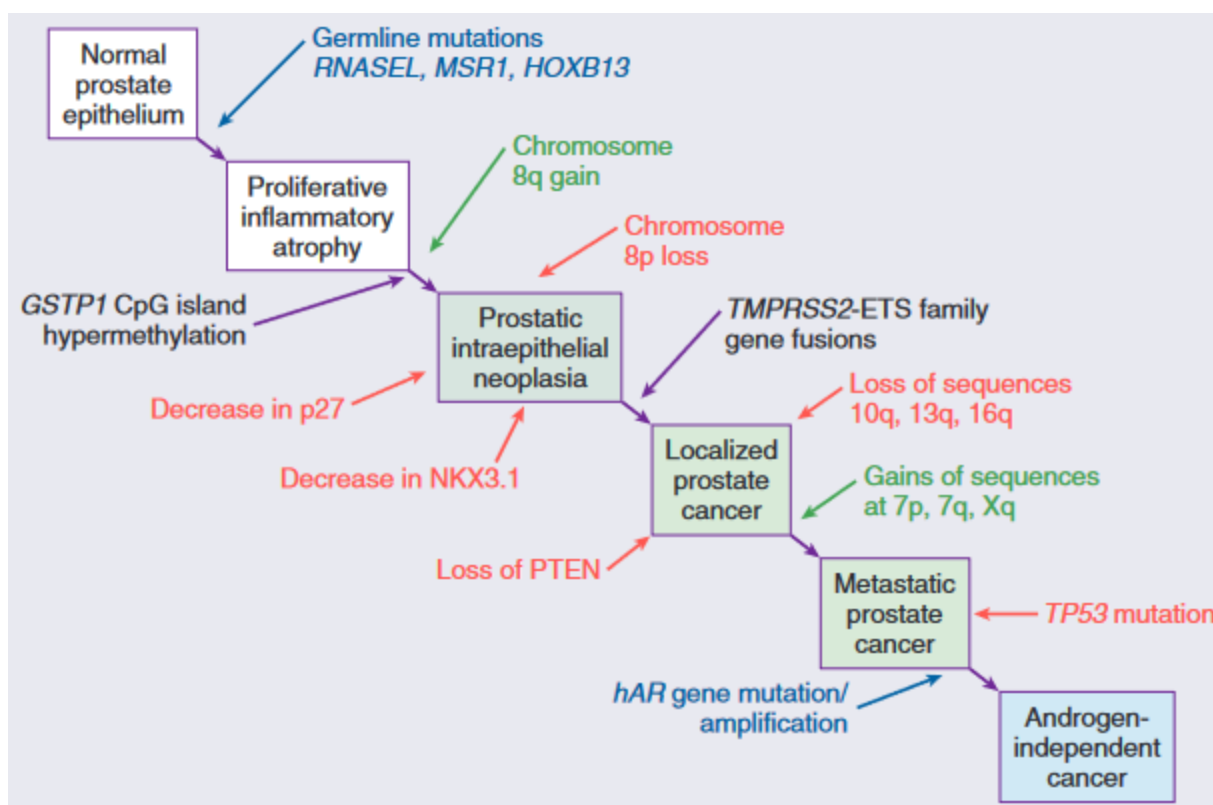 Normal
prostate
epithelium
Germline mutations
RNASEL, MSR1, HOXB13
Proliferative
inflammatory
atrophy
Chromosome
8q gain
Chromosome
8p loss
GSTP1 CpG island
hypermethylation
Prostatic
intraepithelial
neoplasia
TMPRSS2-ETS family
gene fusions
Decrease in p27
Decrease in NKX3.1
Loss of sequences
10q, 13q, 16q
Localized
prostate
cancer
Gains of sequences
at 7p, 7q, Xq
Loss of PTEN
Metastatic
prostate
cancer
TP53 mutation
hAR gene mutation/
amplification
Androgen-
independent
cancer